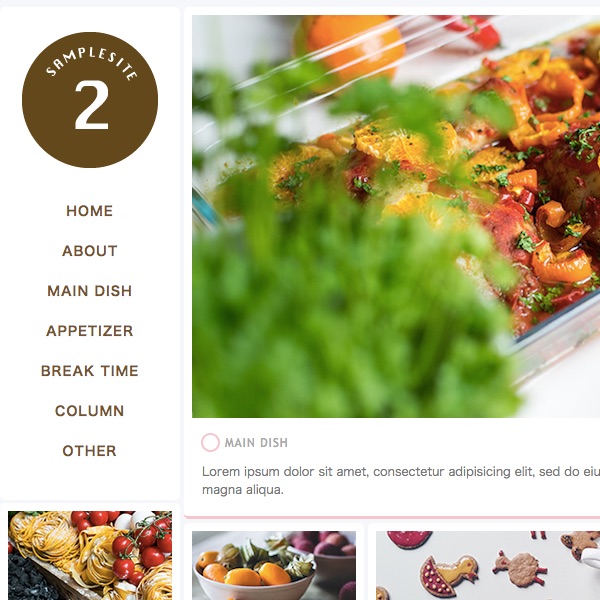 SAMPLESITE
2
HOME
ABOUT
MAIN DISH
APPETIZER
BREAK TIME
COLUMN
OTHER
MAIN DISH
Lorem ipsum dolor sit amet, consectetur adipisicing elit, sed do eiu
magna aliqua.